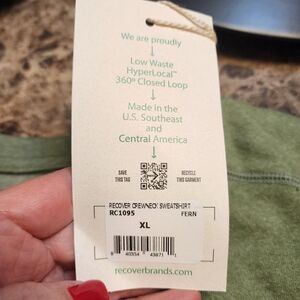 We are proudly
Low Waste
HyperLocal™
360º Closed Loop
Made in the
U.S. Southeast
and
Central America
SAVE
THIS TAG
RECYCLE
THIS GARMENT
RECOVER CREWNECK SWEATSHIRT
RC1095 FERN
XL
recoverbrands.com